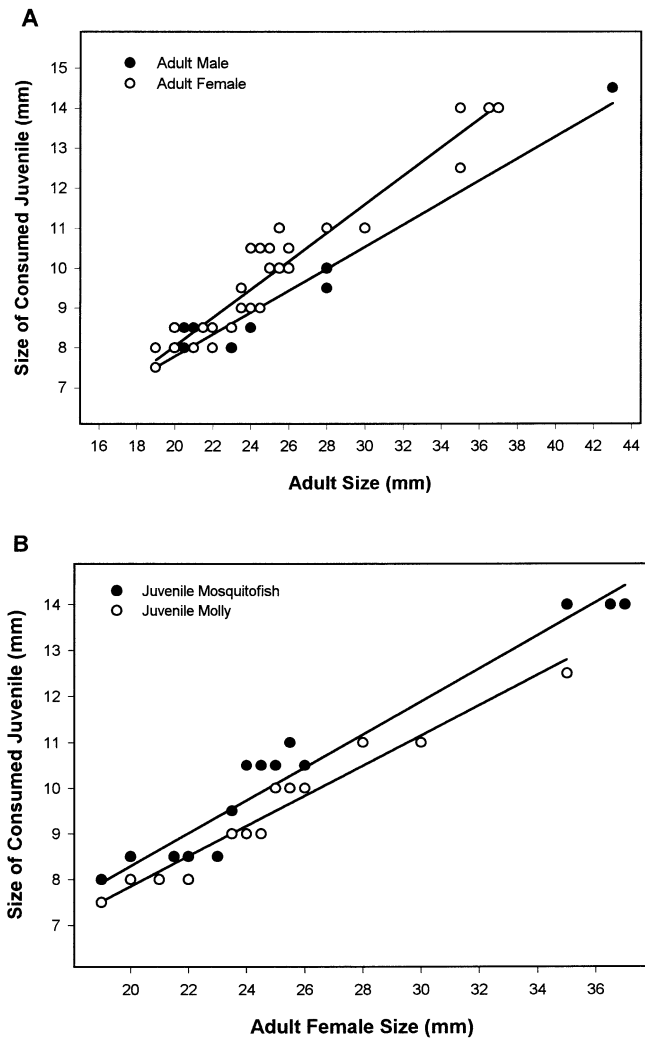 A
Size of Consumed Juvenile (mm)
Adult Male
Adult Female
15
14
13
12
11
10
9
8
7
16 18 20 22 24 26 28 30 32 34 36 38 40 42 44
Adult Size (mm)
B
Size of Consumed Juvenile (mm)
Juvenile Mosquitofish
Juvenile Molly
14
13
12
11
10
9
8
7
20 22 24 26 28 30 32 34 36
Adult Female Size (mm)